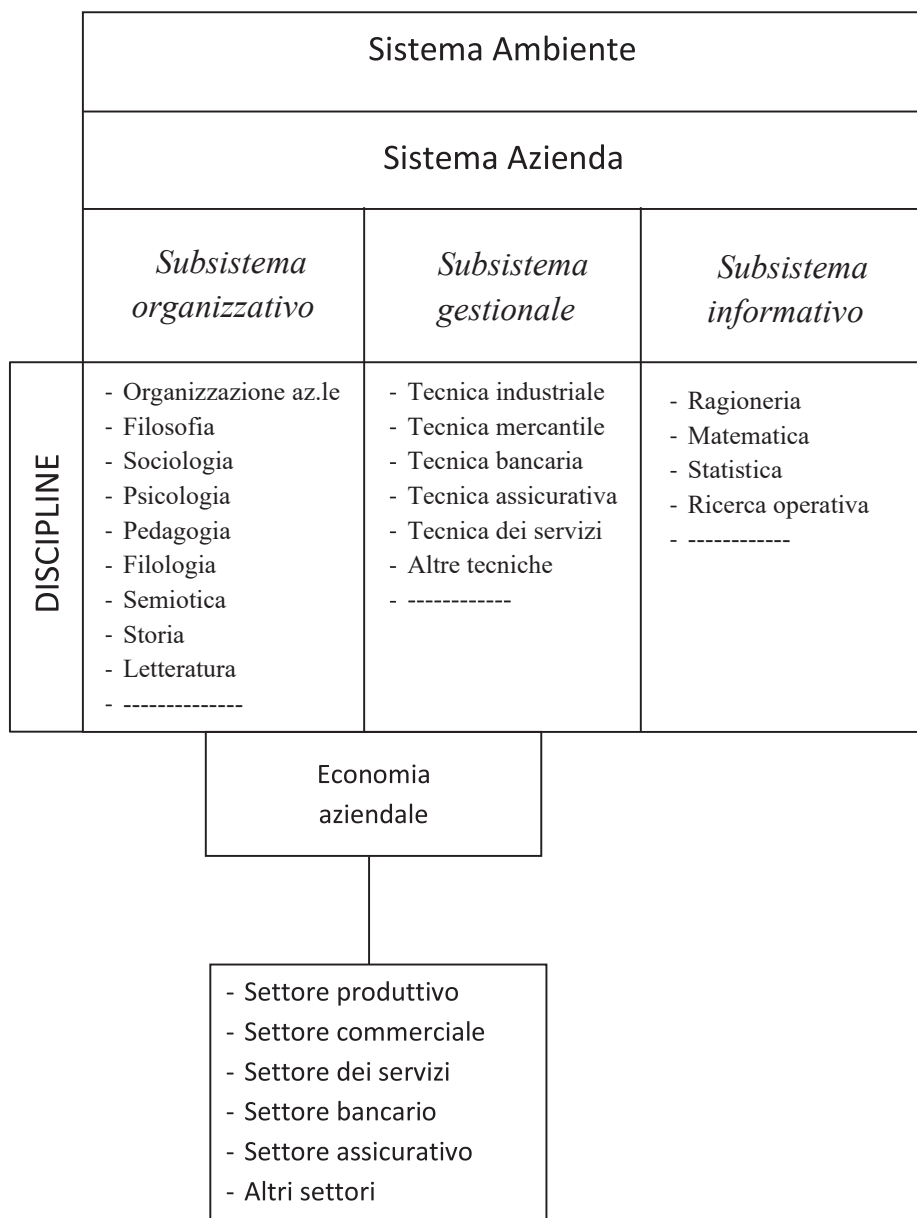 Sistema Ambiente
Sistema Azienda
Subsistema
organizzativo
Subsistema
gestionale
Subsistema
informativo
DISCIPLINE
- Organizzazione az.le
- Filosofia
- Sociologia
- Psicologia
- Pedagogia
- Filologia
- Semiotica
- Storia
- Letteratura
- --------------
- Tecnica industriale
- Tecnica mercantile
- Tecnica bancaria
- Tecnica assicurativa
- Tecnica dei servizi
- Altre tecniche
- ------------
- Ragioneria
- Matematica
- Statistica
- Ricerca operativa
- ------------
Economia
aziendale
- Settore produttivo
- Settore commerciale
- Settore dei servizi
- Settore bancario
- Settore assicurativo
- Altri settori